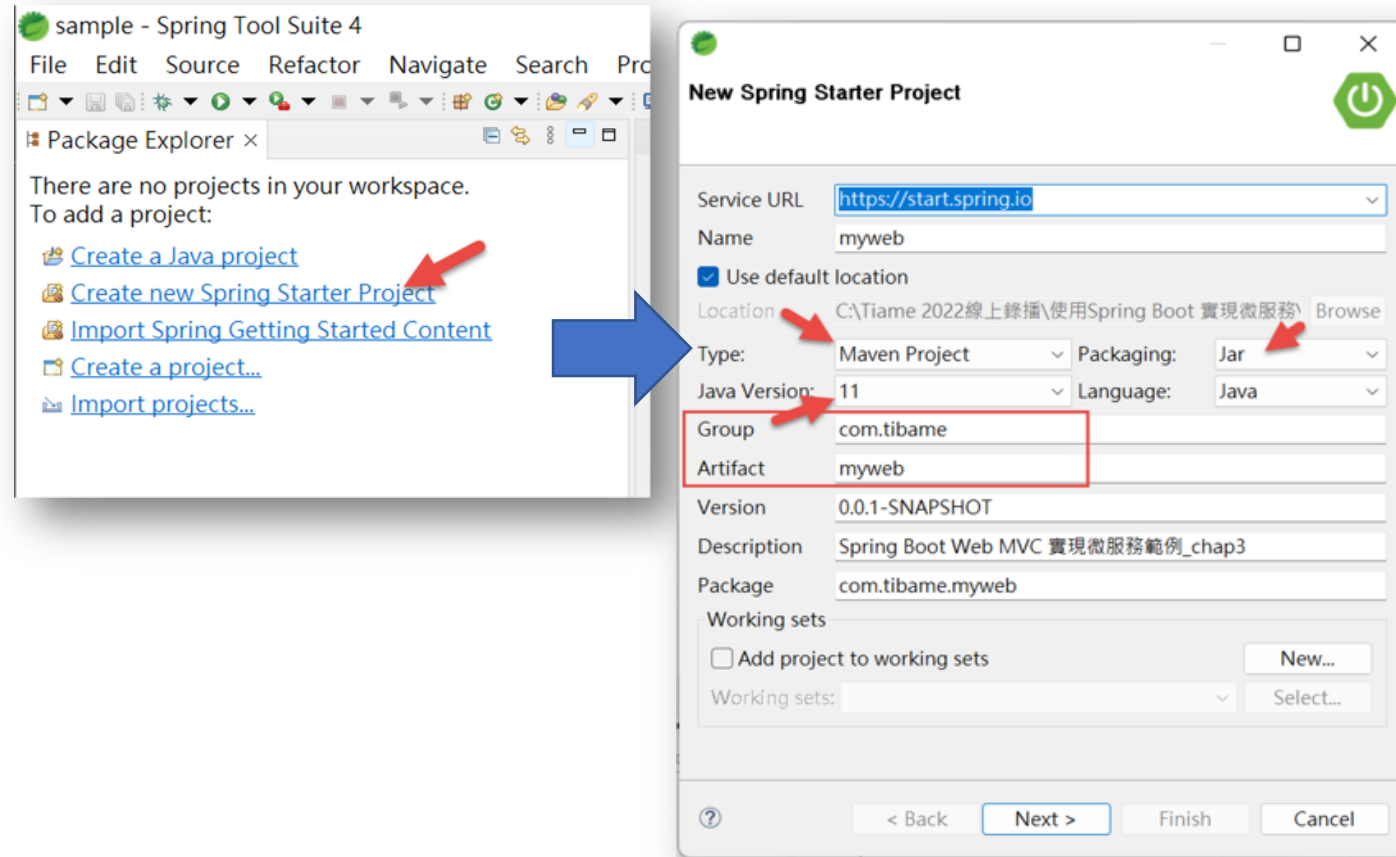 sample - Spring Tool Suite 4
File Edit Source Refactor Navigate Search
Package Explorer
There are no projects in your workspace.
To add a project:
Create a Java project
Create new Spring Starter Project
Import Spring Getting Started Content
Create a project...
Import projects...
New Spring Starter Project
Service URL https://start.spring.io
Name myweb
Use default location
Location C:\Tiame 2022線上錄播\使用Spring Boot 實現微服務\ Browse
Type: Maven Project Packaging: Jar
Java Version: 11 Language: Java
Group com.tibame
Artifact myweb
Version 0.0.1-SNAPSHOT
Description Spring Boot Web MVC 實現微服務範例_chap3
Package com.tibame.myweb
Working sets
Add project to working sets New...
Working sets: Select...
< Back Next > Finish Cancel